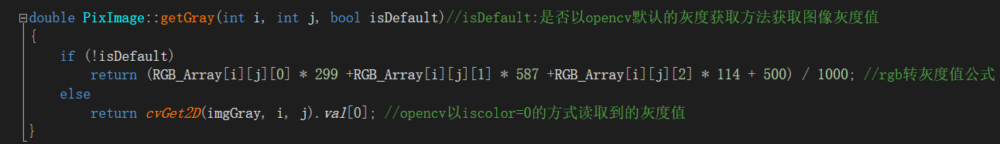 double PixImage::getGray(int i, int j, bool isDefault)//isDefault:是否以opencv默认的灰度获取方法获取图像灰度值
{
    if (!isDefault)
        return (RGB_Array[i][j][0] * 299 +RGB_Array[i][j][1] * 587 +RGB_Array[i][j][2] * 114 + 500) / 1000; //rgb转灰度值公式
    else
        return cvGet2D(imgGray, i, j).val[0]; //opencv以iscolor=0的方式读取到的灰度值
}